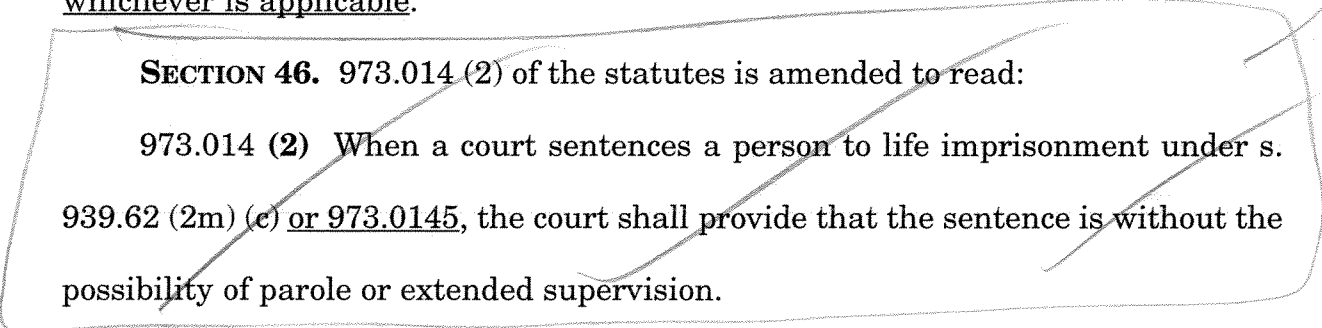 whichever is applicable.
SECTION 46. 973.014 (2) of the statutes is amended to read:
973.014 (2) When a court sentences a person to life imprisonment under s.
939.62 (2m) (c) or 973.0145, the court shall provide that the sentence is without the
possibility of parole or extended supervision.